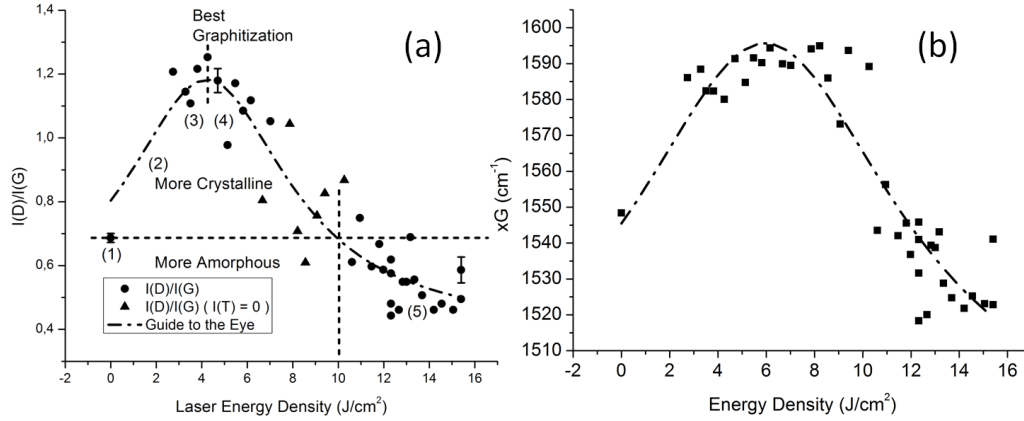 1,4
1,2
1,0
0,8
0,6
0,4
I(D)/I(G)
Best
Graphitization
(a)
(3)
(4)
(2)
More Crystalline
(1)
More Amorphous
I(D)/I(G)
I(D)/I(G) ( I(T) = 0 )
Guide to the Eye
(5)
-2 0 2 4 6 8 10 12 14 16
Laser Energy Density (J/cm²)
1600
1590
1580
1570
1560
1550
1540
1530
1520
1510
xG (cm⁻¹)
(b)
-2 0 2 4 6 8 10 12 14 16
Energy Density (J/cm²)